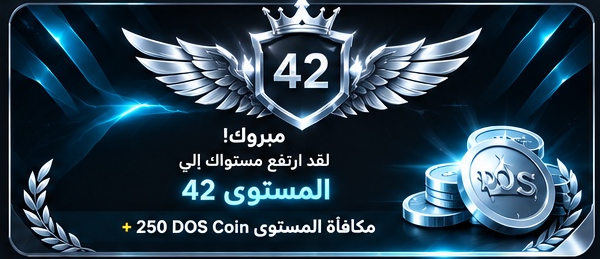 42
مبروك!
لقد ارتفع مستواك إلي
المستوى 42
مكافأة المستوى 250 DOS Coin +
DOS